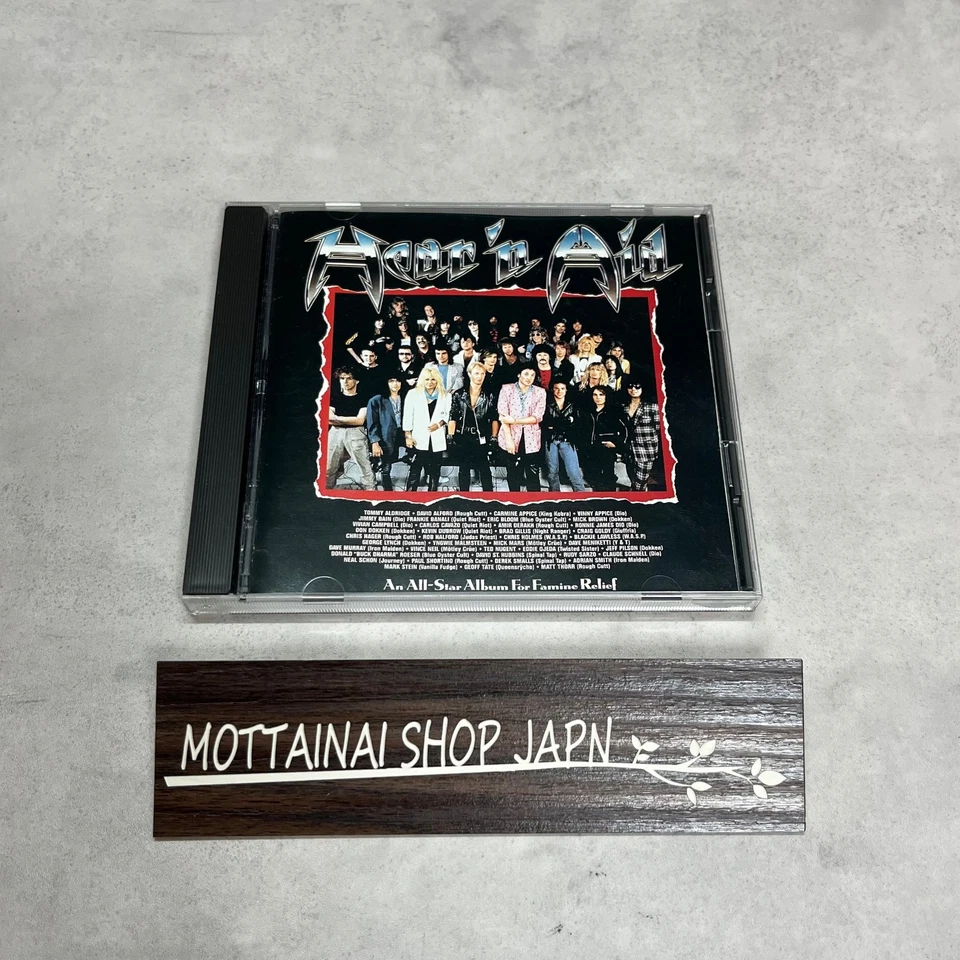 Hear 'n Aid
TOMMY ALDRIDGE • DAVID ALFORD (Rough Cutt) • CARMINE APPICE (King Kobra) • VINNY APPICE (Dio)
JIMMY BAIN (Dio) FRANKIE BANALI (Quiet Riot) • ERIC BLOOM (Blue Oyster Cult) • MICK BROWN (Dokken)
VIVIAN CAMPBELL (Dio) • CARLOS CAVAZO (Quiet Riot) • AMIR DERAKH (Rough Cutt) • RONNIE JAMES DIO (Dio)
DON DOKKEN (Dokken) • KEVIN DUBROW (Quiet Riot) • BRAD GILLIS (Night Ranger) • CRAIG GOLDY (Giuffria)
CHRIS HAGER (Rough Cutt) • ROB HALFORD (Judas Priest) • CHRIS HOLMES (W.A.S.P.) • BLACKIE LAWLESS (W.A.S.P)
GEORGE LYNCH (Dokken) • YNGWIE MALMSTEEN • MICK MARS (Mötley Crüe) • DAVE MENIKETTI (Y & T)
DAVE MURRAY (Iron Maiden) • VINCE NEIL (Mötley Crüe) • TED NUGENT • EDDIE OJEDA (Twisted Sister) • JEFF PILSON (Dokken)
DONALD "BUCK DHARMA" ROESER (Blue Oyster Cult) • DAVID ST. HUBBINS (Spinal Tap) • RUDY SARZO • CLAUDE SCHNELL (Dio)
NEAL SCHON (Journey) • PAUL SHORTINO (Rough Cutt) • DEREK SMALLS (Spinal Tap) • ADRIAN SMITH (Iron Maiden)
MARK STEIN (Vanilla Fudge) • GEOFF TATE (Queensrÿche) • MATT THORR (Rough Cutt)
An All-Star Album For Famine Relief
MOTTAINAI SHOP JAPN